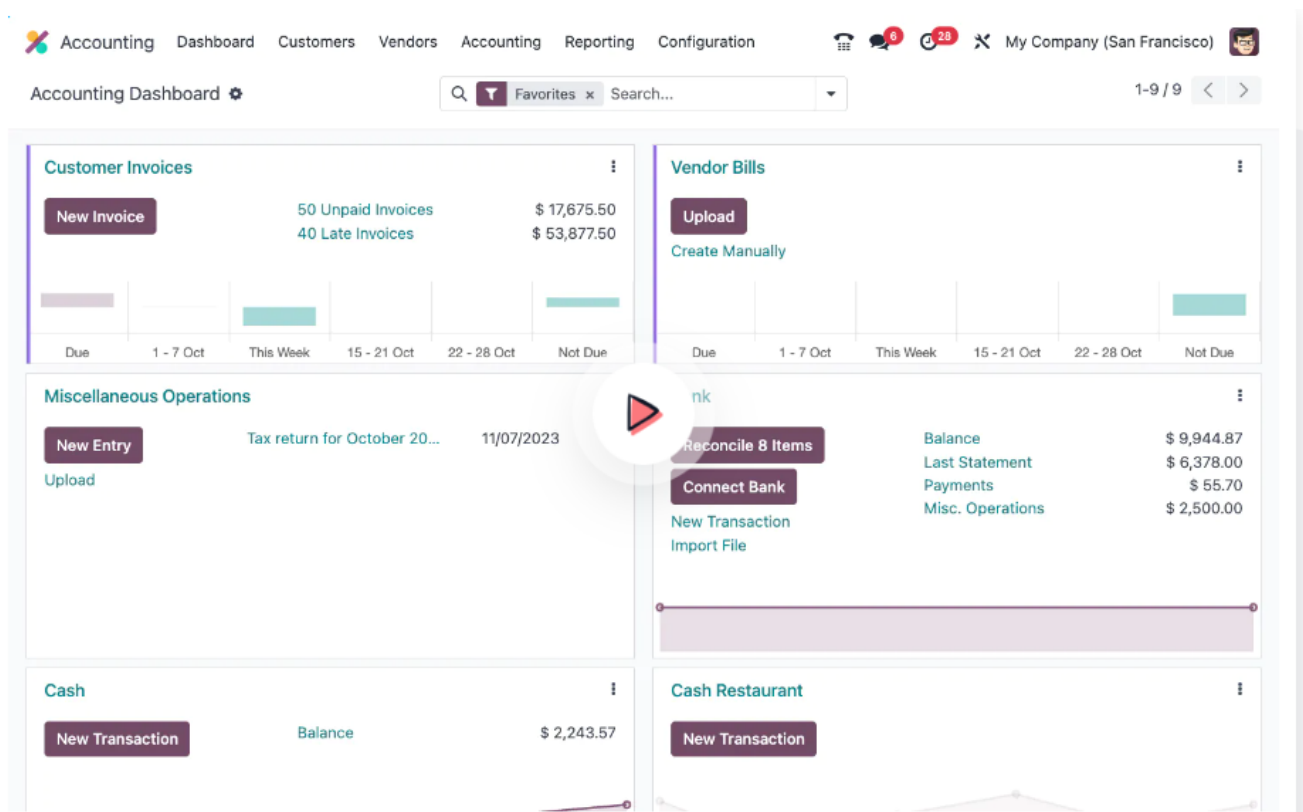 Accounting Dashboard Customers Vendors Accounting Reporting Configuration 6 28 My Company (San Francisco)
Accounting Dashboard Favorites × Search... 1-9 / 9
Customer Invoices
New Invoice
50 Unpaid Invoices $ 17,675.50
40 Late Invoices $ 53,877.50
Due 1 - 7 Oct This Week 15 - 21 Oct 22 - 28 Oct Not Due
Vendor Bills
Upload
Create Manually
Due 1 - 7 Oct This Week 15 - 21 Oct 22 - 28 Oct Not Due
Miscellaneous Operations
New Entry Tax return for October 20... 11/07/2023
Upload
nk
Reconcile 8 Items
Connect Bank
New Transaction
Import File
Balance $ 9,944.87
Last Statement $ 6,378.00
Payments $ 55.70
Misc. Operations $ 2,500.00
Cash
New Transaction Balance $ 2,243.57
Cash Restaurant
New Transaction